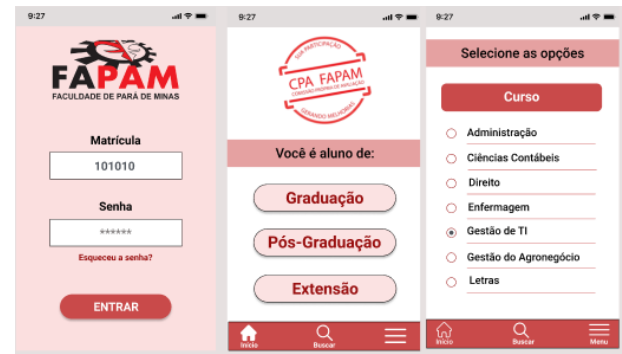 9:27
FAPAM
FACULDADE DE PARÁ DE MINAS
Matrícula
101010
Senha
******
Esqueceu a senha?
ENTRAR
9:27
SUA PARTICIPAÇÃO
CPA FAPAM
COMISSÃO PRÓPRIA DE AVALIAÇÃO
GERANDO MELHORIAS
Você é aluno de:
Graduação
Pós-Graduação
Extensão
Início
Buscar
9:27
Selecione as opções
Curso
Administração
Ciências Contábeis
Direito
Enfermagem
Gestão de TI
Gestão do Agronegócio
Letras
Início
Buscar
Menu